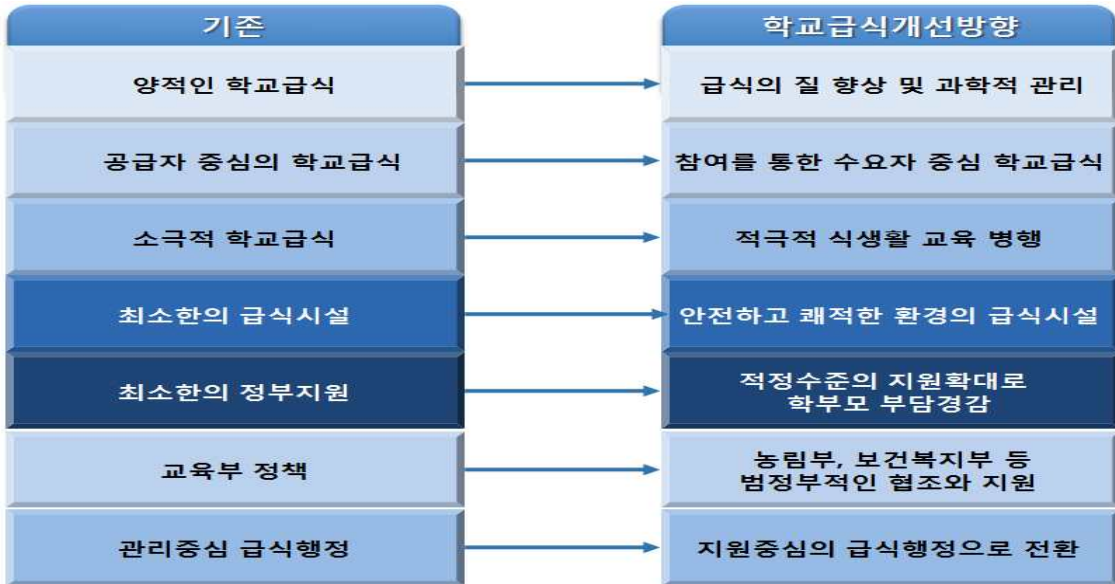 기존
학교급식개선방향
양적인 학교급식
급식의 질 향상 및 과학적 관리
공급자 중심의 학교급식
참여를 통한 수요자 중심 학교급식
소극적 학교급식
적극적 식생활 교육 병행
최소한의 급식시설
안전하고 쾌적한 환경의 급식시설
최소한의 정부지원
적정수준의 지원확대로
학부모 부담경감
교육부 정책
농림부, 보건복지부 등
범정부적인 협조와 지원
관리중심 급식행정
지원중심의 급식행정으로 전환